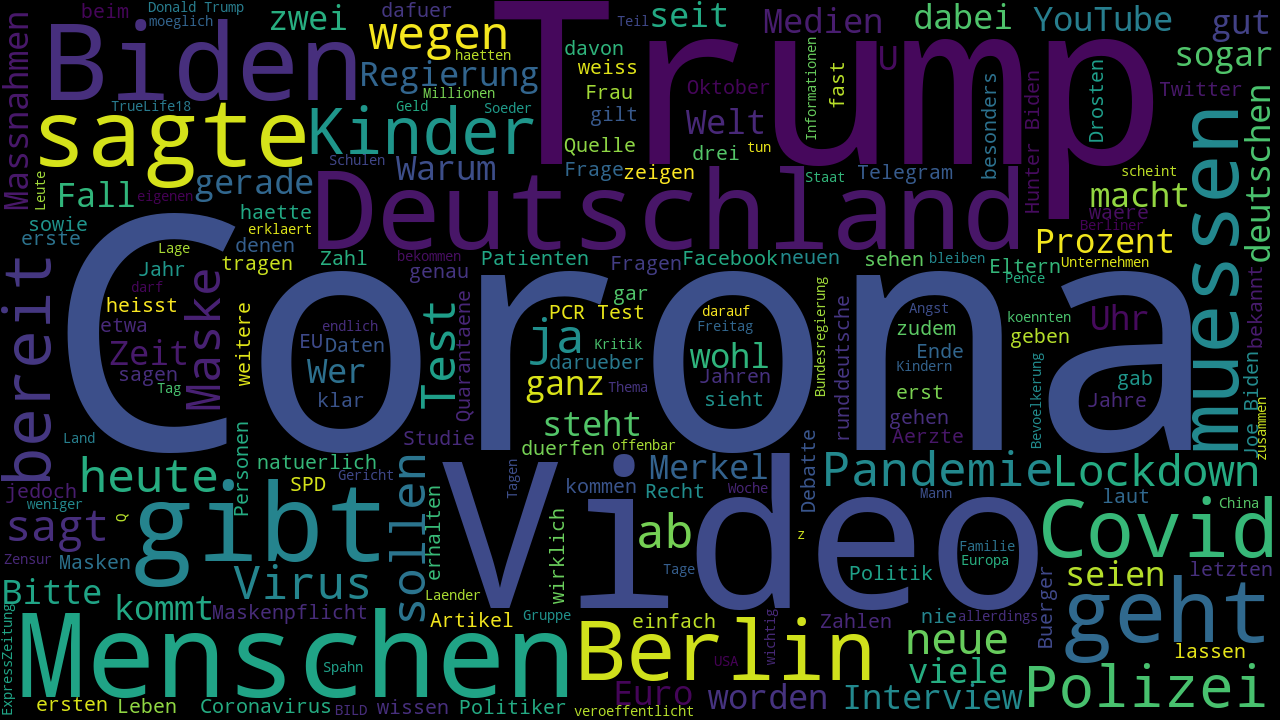 beim
Donald Trump
moeglich
zwei
dafuer
wegen
haetten
Trump
Teil
seit
Medien
dabei
YouTube
gut
sogar
Massnahmen
Biden
Regierung
Millionen
davon
weiss
Frau
gilt
Oktober
Informationen
fast
U
besonders
Hunter Biden
Drosten
Twitter
TrueLife18
sagte
Kinder
Geld
Soeder
Quelle
Welt
drei
tun
muessen
deutschen
Schulen
Warum
Frage
zeigen
Staat
Telegram
scheint
macht
Leute
Fall
eigenen
gerade
haette
erklaert
Deutschland
waere
Berliner
Prozent
sowie
erste
Lage
denen
tragen
Zahl
bekommen
genau
Patienten
Fragen
Facebook
neuen
sehen
bleiben
Eltern
Unternehmen
Pence
bereit
Jahr
darf
heisst
etwa
Zeit
sagen
Tag
Maske
weitere
Corona
EU
endlich
Daten
Wer
klar
Test
Quarantaene
gar
PCR Test
ja
darueber
ganz
Kritik
Thema
darauf
Freitag
wohl
Jahren
sieht
Bundesregierung
runddeutsche
Angst
zudem
Ende
Kindern
erst
gehen
Aerzte
koennten
geben
Uhr
gab
Jahre
Bevoelkerung
Joe Biden
bekannt
zusammen
Land
Studie
steht
duerfen
offenbar
heute
Personen
natuerlich
SPD
Gericht
jedoch
weniger
sollen
Video
Tagen
kommen
Merkel
Recht
Woche
Debatte
Pandemie
Mann
Lockdown
laut
China
sagt
Q
gibt
erhalten
wirklich
ab
z
Familie
Europa
Covid
Zensur
Masken
Virus
Tage
Politik
seien
letzten
Bitte
kommt
Maskenpflicht
Laender
Artikel
Gruppe
einfach
wichtig
Zahlen
nie
allerdings
Buerger
geht
ExpressZeitung
Menschen
Spahn
Berlin
USA
neue
viele
lassen
ersten
Leben
Coronavirus
BILD
wissen
Politiker
veroeffentlicht
Euro
worden
Interview
Polizei